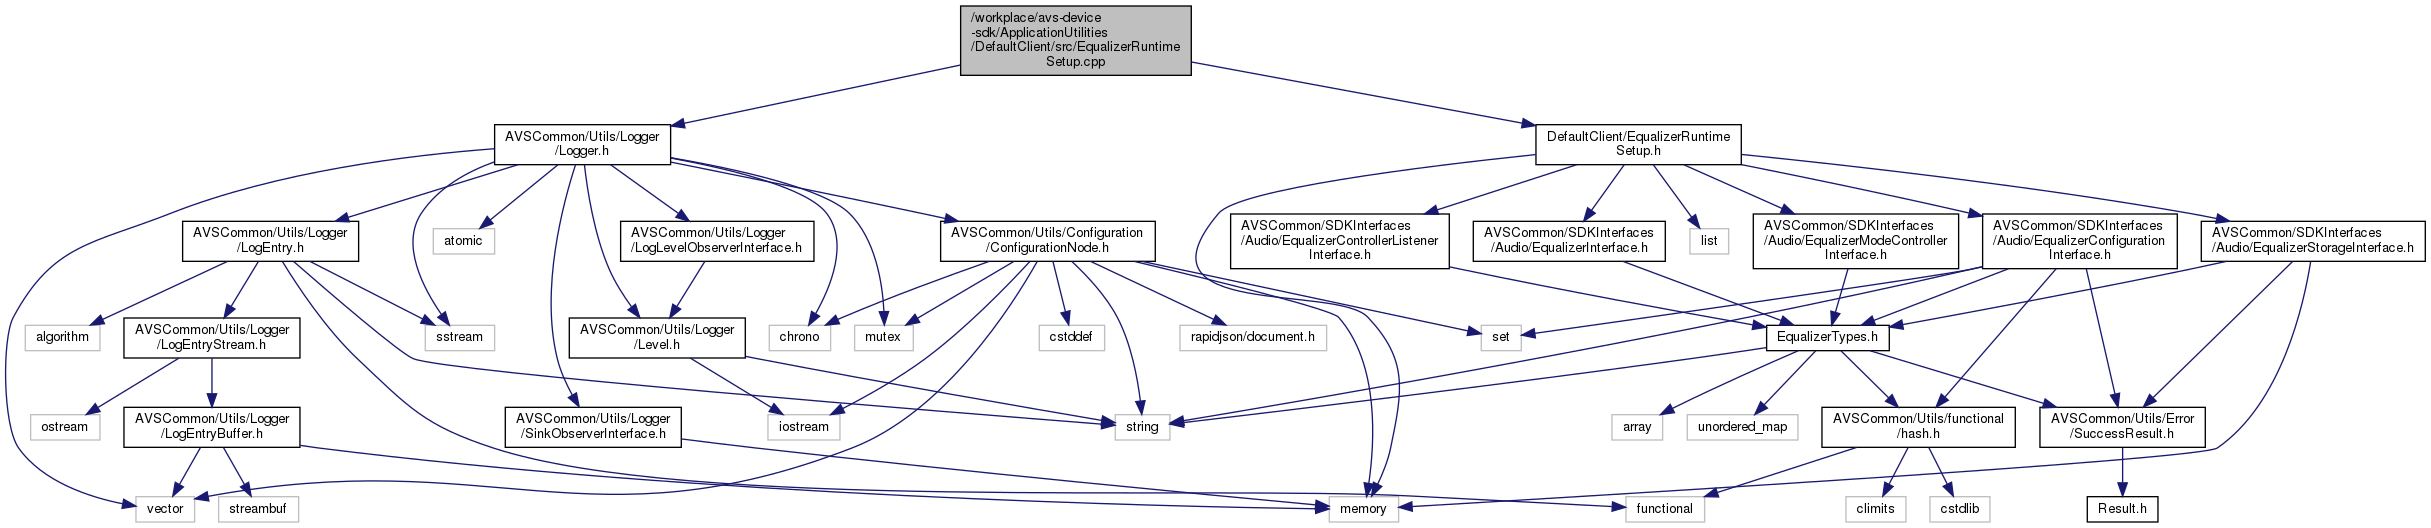 /workplace/avs-device
-sdk/ApplicationUtilities
/DefaultClient/src/EqualizerRuntime
Setup.cpp
AVSCommon/Utils/Logger
/Logger.h
DefaultClient/EqualizerRuntime
Setup.h
AVSCommon/Utils/Logger
/LogEntry.h
atomic
AVSCommon/Utils/Logger
/LogLevelObserverInterface.h
AVSCommon/Utils/Configuration
/ConfigurationNode.h
AVSCommon/SDKInterfaces
/Audio/EqualizerControllerListener
Interface.h
AVSCommon/SDKInterfaces
/Audio/EqualizerInterface.h
list
AVSCommon/SDKInterfaces
/Audio/EqualizerModeController
Interface.h
AVSCommon/SDKInterfaces
/Audio/EqualizerConfiguration
Interface.h
AVSCommon/SDKInterfaces
/Audio/EqualizerStorageInterface.h
algorithm
AVSCommon/Utils/Logger
/LogEntryStream.h
sstream
AVSCommon/Utils/Logger
/Level.h
chrono
mutex
cstddef
rapidjson/document.h
set
EqualizerTypes.h
ostream
AVSCommon/Utils/Logger
/LogEntryBuffer.h
AVSCommon/Utils/Logger
/SinkObserverInterface.h
iostream
string
array
unordered_map
AVSCommon/Utils/functional
/hash.h
AVSCommon/Utils/Error
/SuccessResult.h
vector
streambuf
memory
functional
climits
cstdlib
Result.h